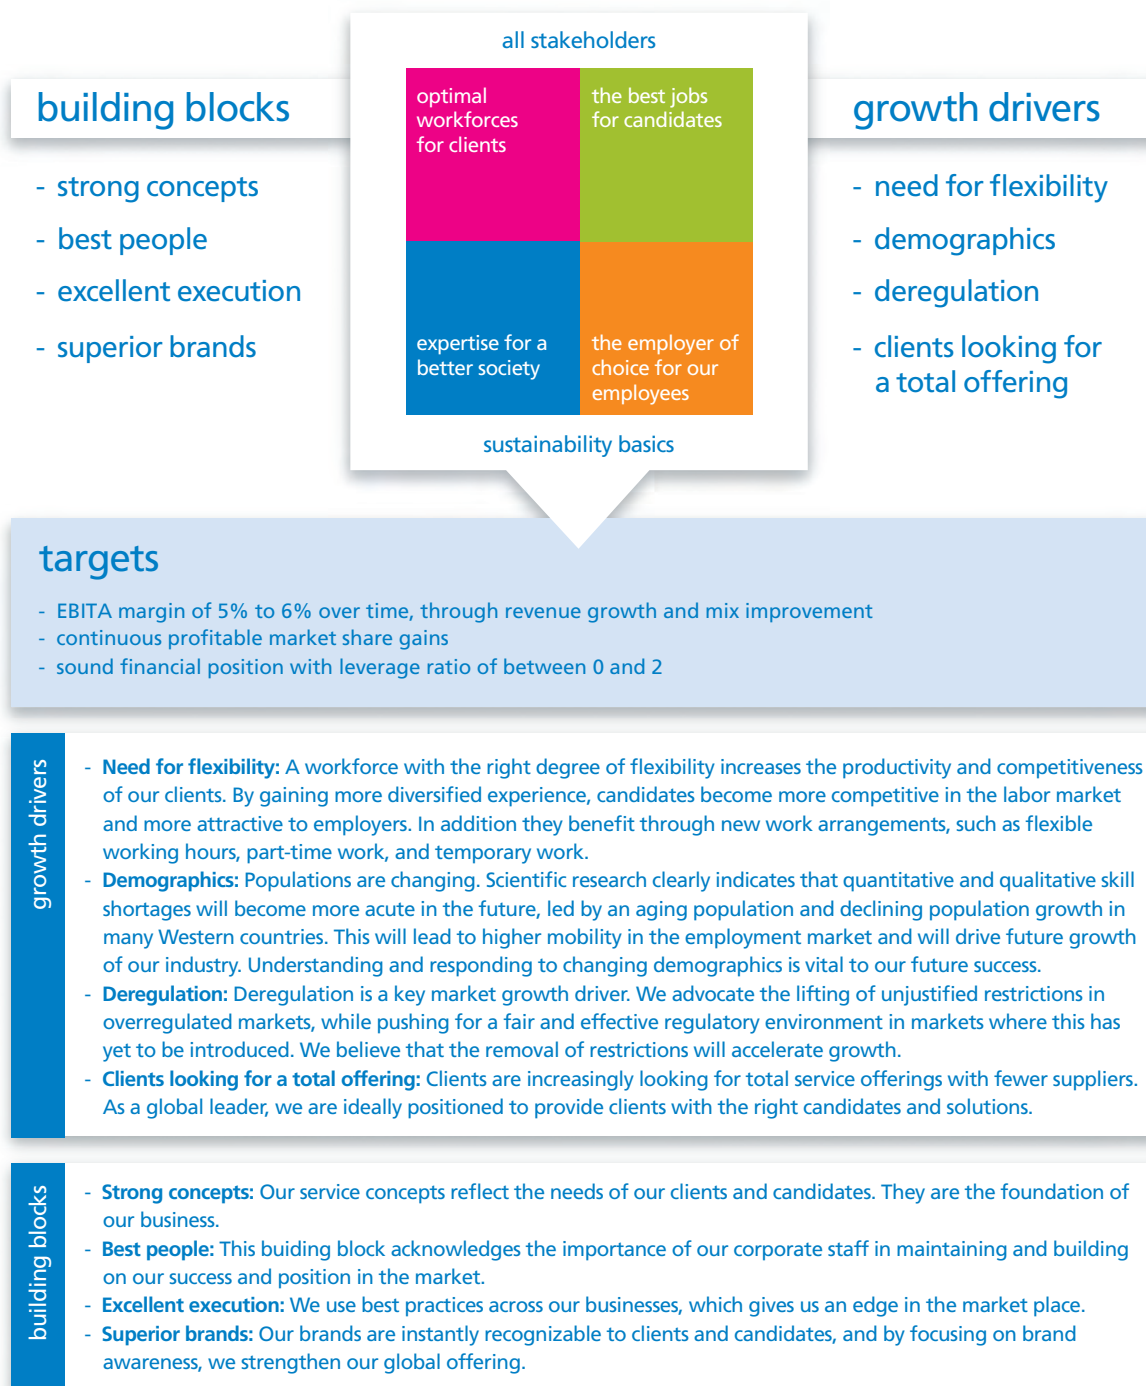 all stakeholders
building blocks
- strong concepts
- best people
- excellent execution
- superior brands
optimal
workforces
for clients
the best jobs
for candidates
expertise for a
better society
the employer of
choice for our
employees
sustainability basics
growth drivers
- need for flexibility
- demographics
- deregulation
- clients looking for
a total offering
targets
- EBITA margin of 5% to 6% over time, through revenue growth and mix improvement
- continuous profitable market share gains
- sound financial position with leverage ratio of between 0 and 2
growth drivers
- Need for flexibility: A workforce with the right degree of flexibility increases the productivity and competitiveness
of our clients. By gaining more diversified experience, candidates become more competitive in the labor market
and more attractive to employers. In addition they benefit through new work arrangements, such as flexible
working hours, part-time work, and temporary work.
- Demographics: Populations are changing. Scientific research clearly indicates that quantitative and qualitative skill
shortages will become more acute in the future, led by an aging population and declining population growth in
many Western countries. This will lead to higher mobility in the employment market and will drive future growth
of our industry. Understanding and responding to changing demographics is vital to our future success.
- Deregulation: Deregulation is a key market growth driver. We advocate the lifting of unjustified restrictions in
overregulated markets, while pushing for a fair and effective regulatory environment in markets where this has
yet to be introduced. We believe that the removal of restrictions will accelerate growth.
- Clients looking for a total offering: Clients are increasingly looking for total service offerings with fewer suppliers.
As a global leader, we are ideally positioned to provide clients with the right candidates and solutions.
building blocks
- Strong concepts: Our service concepts reflect the needs of our clients and candidates. They are the foundation of
our business.
- Best people: This buiding block acknowledges the importance of our corporate staff in maintaining and building
on our success and position in the market.
- Excellent execution: We use best practices across our businesses, which gives us an edge in the market place.
- Superior brands: Our brands are instantly recognizable to clients and candidates, and by focusing on brand
awareness, we strengthen our global offering.